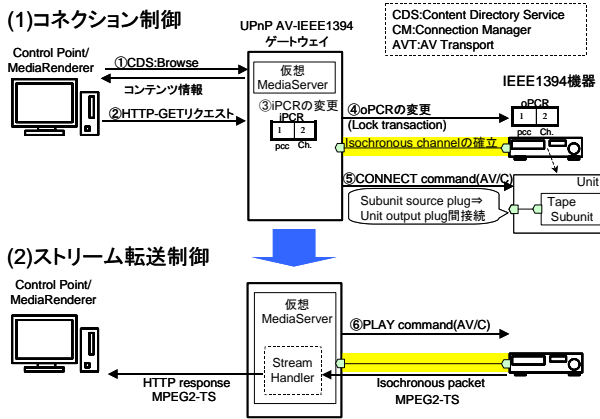 (1)コネクション制御
UPnP AV-IEEE1394
ゲートウェイ
CDS:Content Directory Service
CM:Connection Manager
AVT:AV Transport
Control Point/
MediaRenderer
①CDS:Browse
コンテンツ情報
②HTTP-GETリクエスト
仮想
MediaServer
③iPCRの変更
iPCR
1 2
pcc Ch.
④oPCRの変更
(Lock transaction)
Isochronous channelの確立
IEEE1394機器
oPCR
1 2
pcc Ch.
⑤CONNECT command(AV/C)
Subunit source plug⇒
Unit output plug間接続
Unit
Tape
Subunit
(2)ストリーム転送制御
Control Point/
MediaRenderer
仮想
MediaServer
Stream
Handler
⑥PLAY command(AV/C)
HTTP response
MPEG2-TS
Isochronous packet
MPEG2-TS